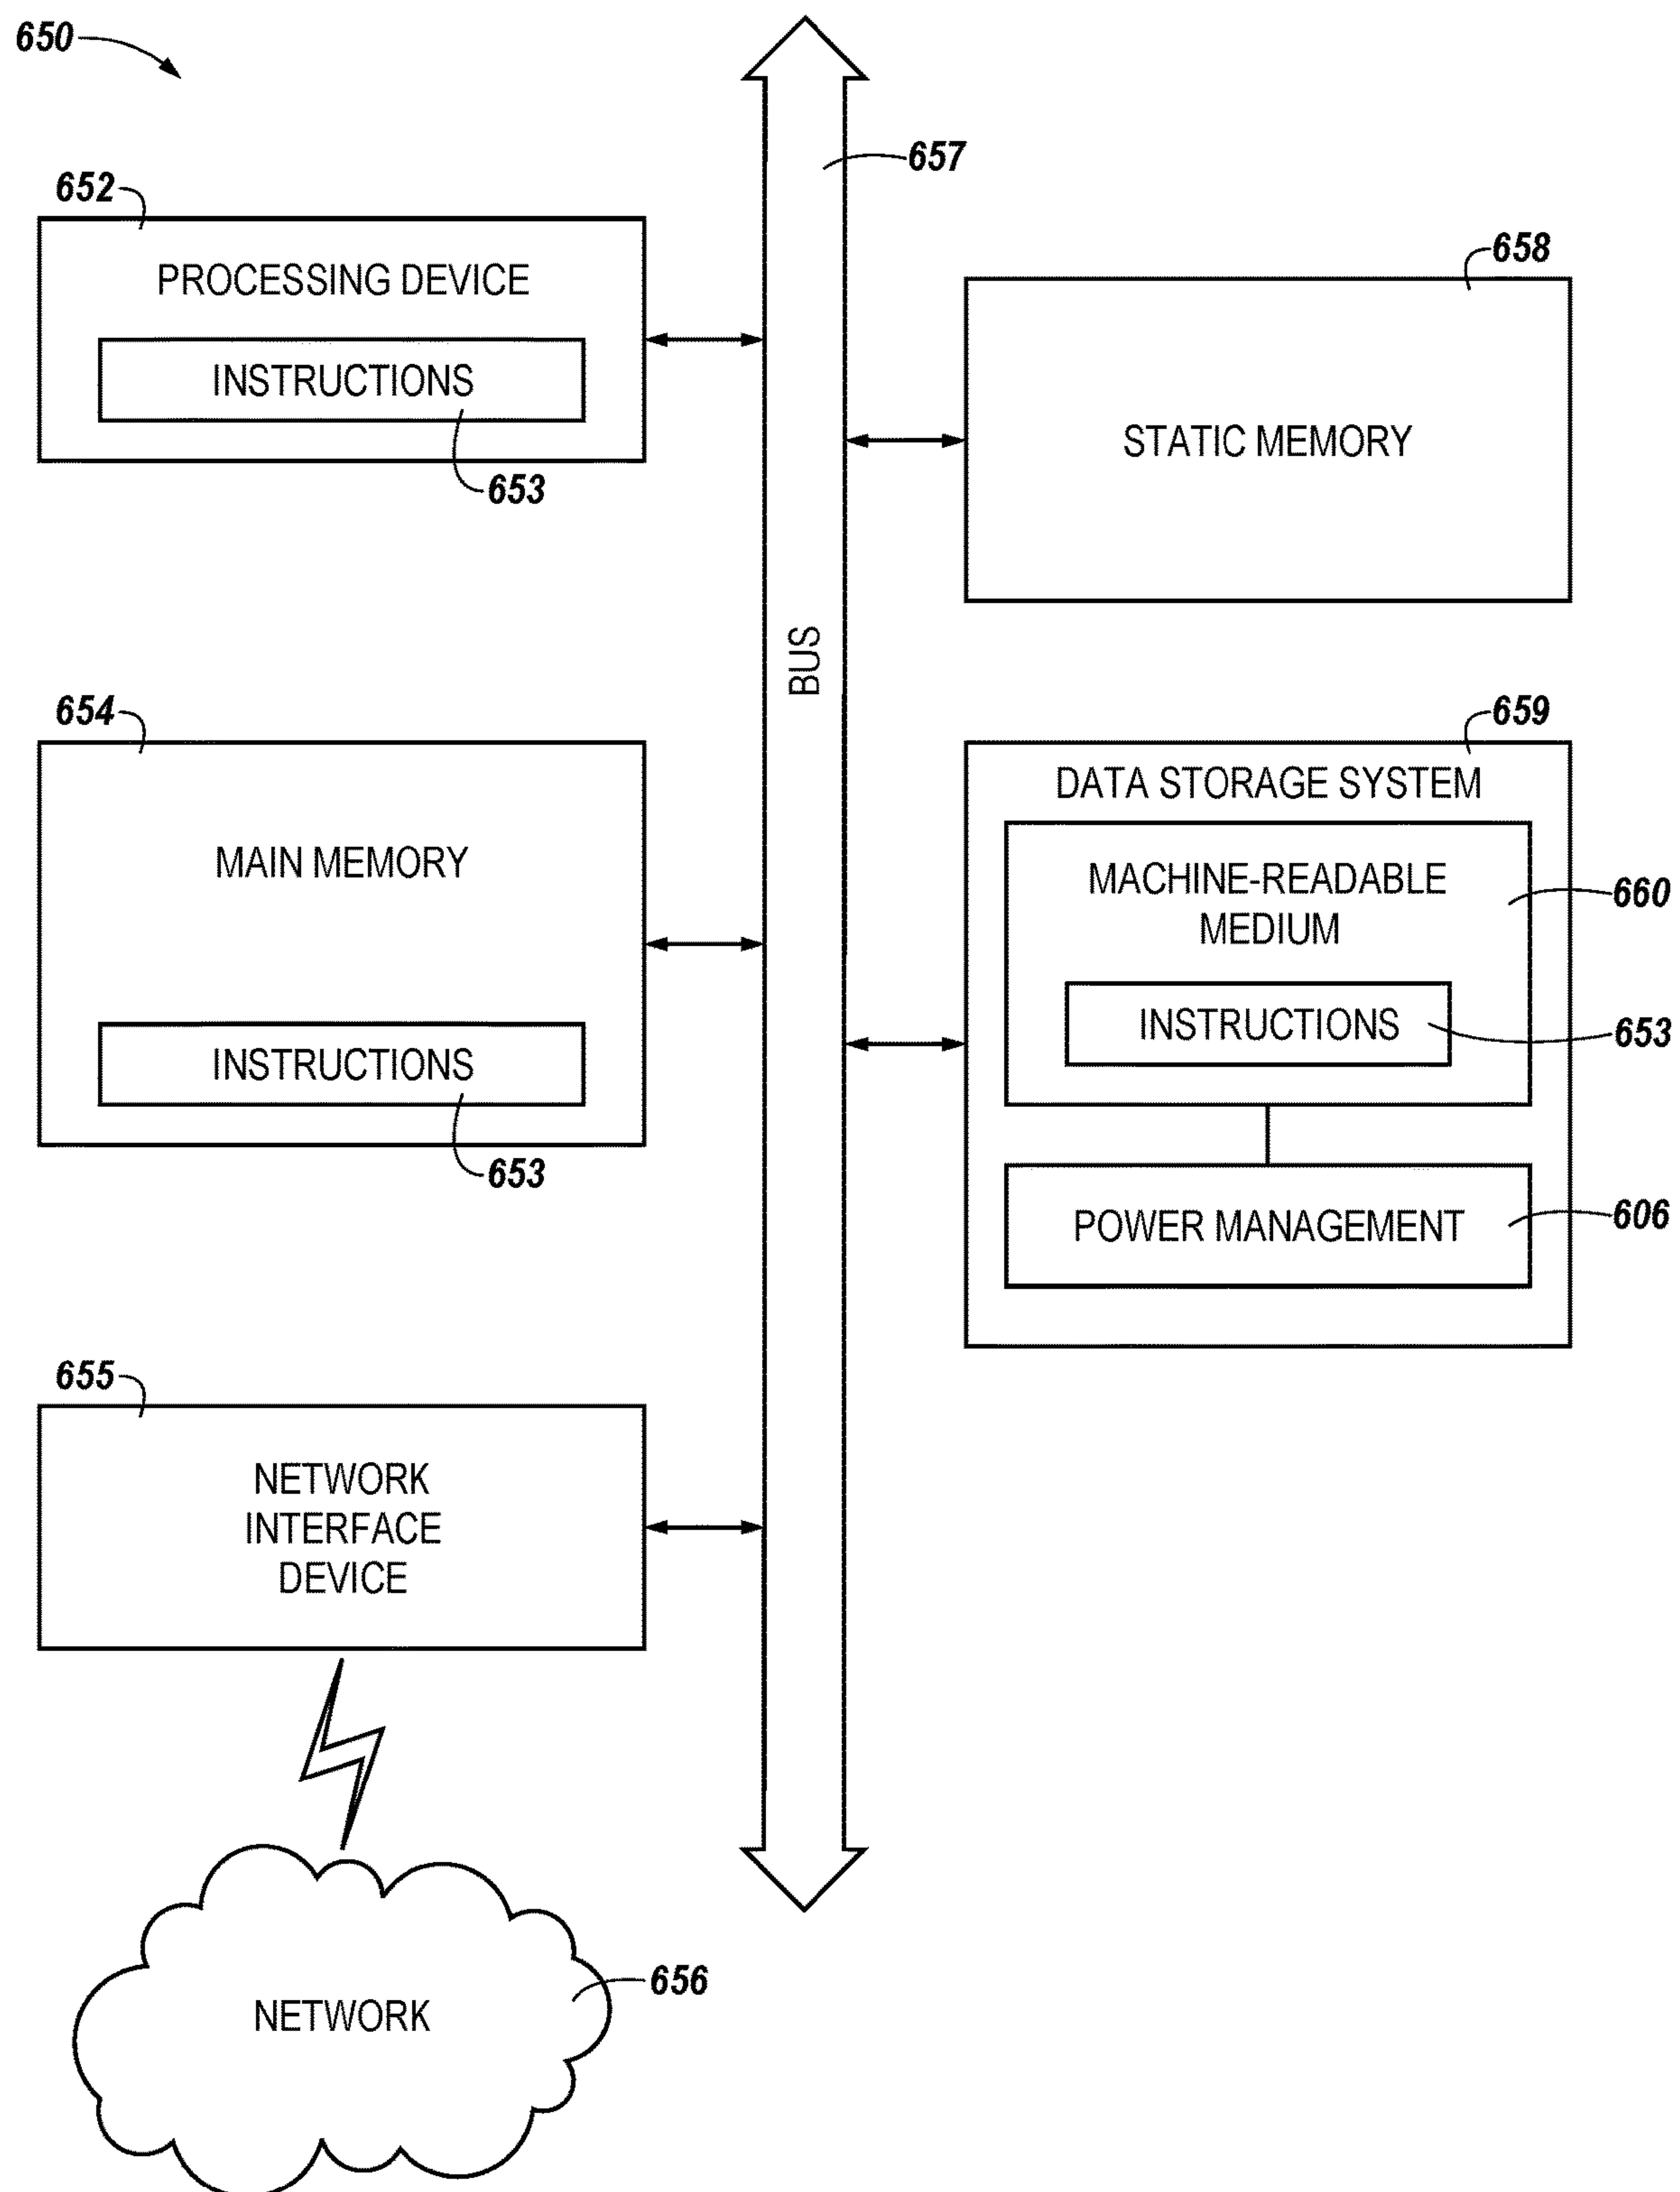 650
657
652
PROCESSING DEVICE
INSTRUCTIONS
653
658
STATIC MEMORY
BUS
654
MAIN MEMORY
INSTRUCTIONS
653
659
DATA STORAGE SYSTEM
MACHINE-READABLE
MEDIUM
660
INSTRUCTIONS
653
POWER MANAGEMENT
606
655
NETWORK
INTERFACE
DEVICE
NETWORK
656